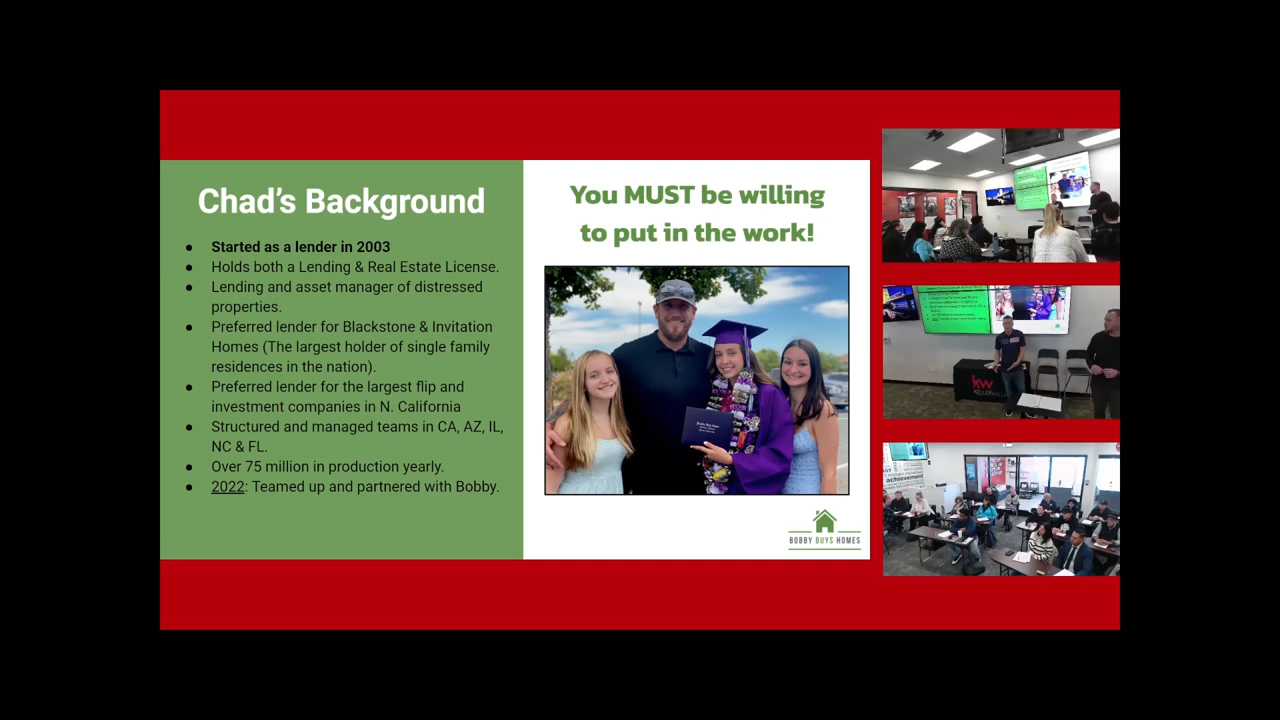 Chad's Background
● Started as a lender in 2003
● Holds both a Lending & Real Estate License.
● Lending and asset manager of distressed
properties.
● Preferred lender for Blackstone & Invitation
Homes (The largest holder of single family
residences in the nation).
● Preferred lender for the largest flip and
investment companies in N. California
● Structured and managed teams in CA, AZ, IL,
NC & FL.
● Over 75 million in production yearly.
● 2022: Teamed up and partnered with Bobby.
You MUST be willing
to put in the work!
BOBBY BUYS HOMES
kw
achievement